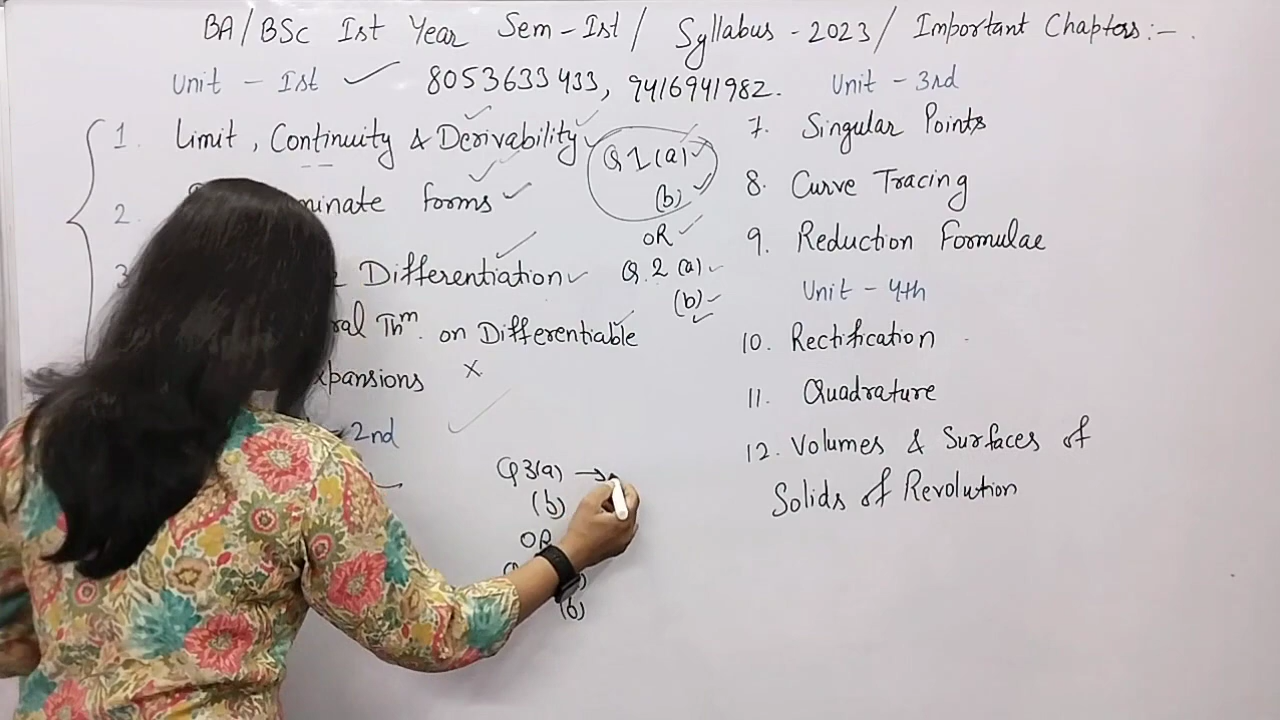 BA/BSc Ist Year Sem-Ist/ Syllabus - 2023/ Important Chapters:-
Unit - Ist 8053633433, 9416941982.
1. Limit, Continuity & Derivability
2. minate forms
3 Differentiation
ral Thm. on Differentiable
xpansions ×
2nd
Q 1(a)
(b)
OR
Q.2 (a)
(b)
Q3(a) →
(b)
OR
(b)
Unit - 3rd
7. Singular Points
8. Curve Tracing
9. Reduction Formulae
Unit - 4th
10. Rectification
11. Quadrature
12. Volumes & Surfaces of
Solids of Revolution